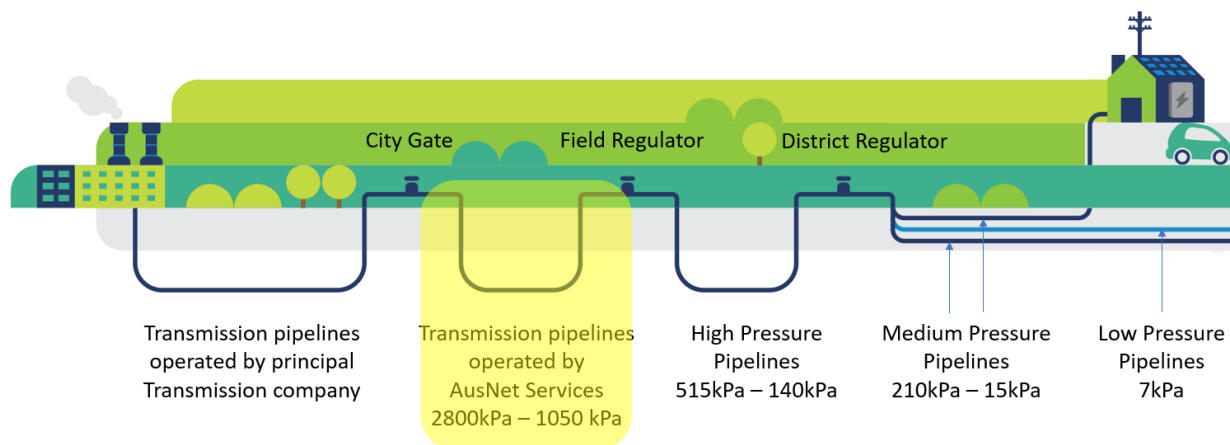 City Gate
Field Regulator
District Regulator
Transmission pipelines
operated by principal
Transmission company
Transmission pipelines
operated by
AusNet Services
2800kPa – 1050 kPa
High Pressure
Pipelines
515kPa – 140kPa
Medium Pressure
Pipelines
210kPa – 15kPa
Low Pressure
Pipelines
7kPa